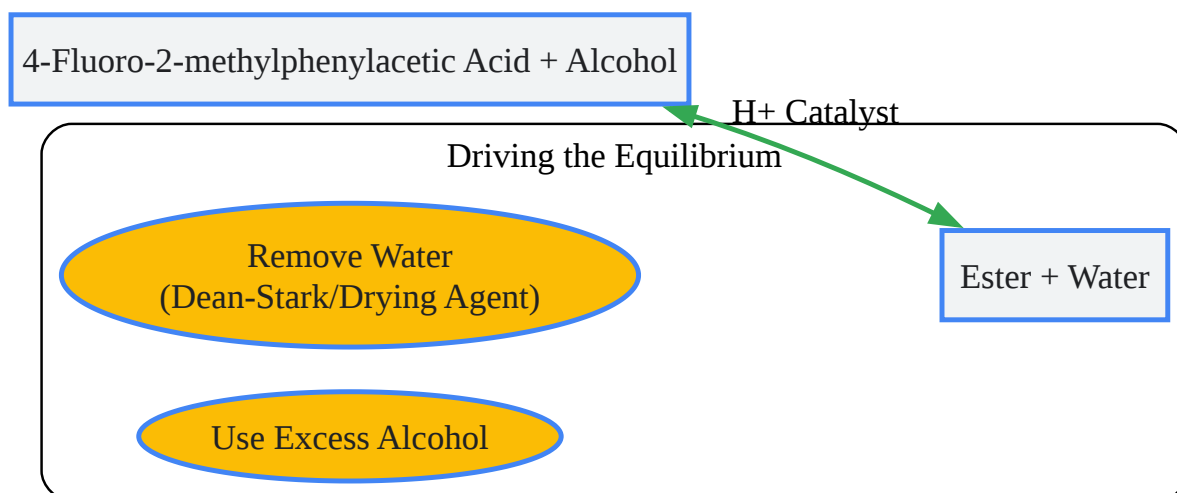 4-Fluoro-2-methylphenylacetic Acid + Alcohol
H+ Catalyst
Driving the Equilibrium
Remove Water
(Dean-Stark/Drying Agent)
Ester + Water
Use Excess Alcohol